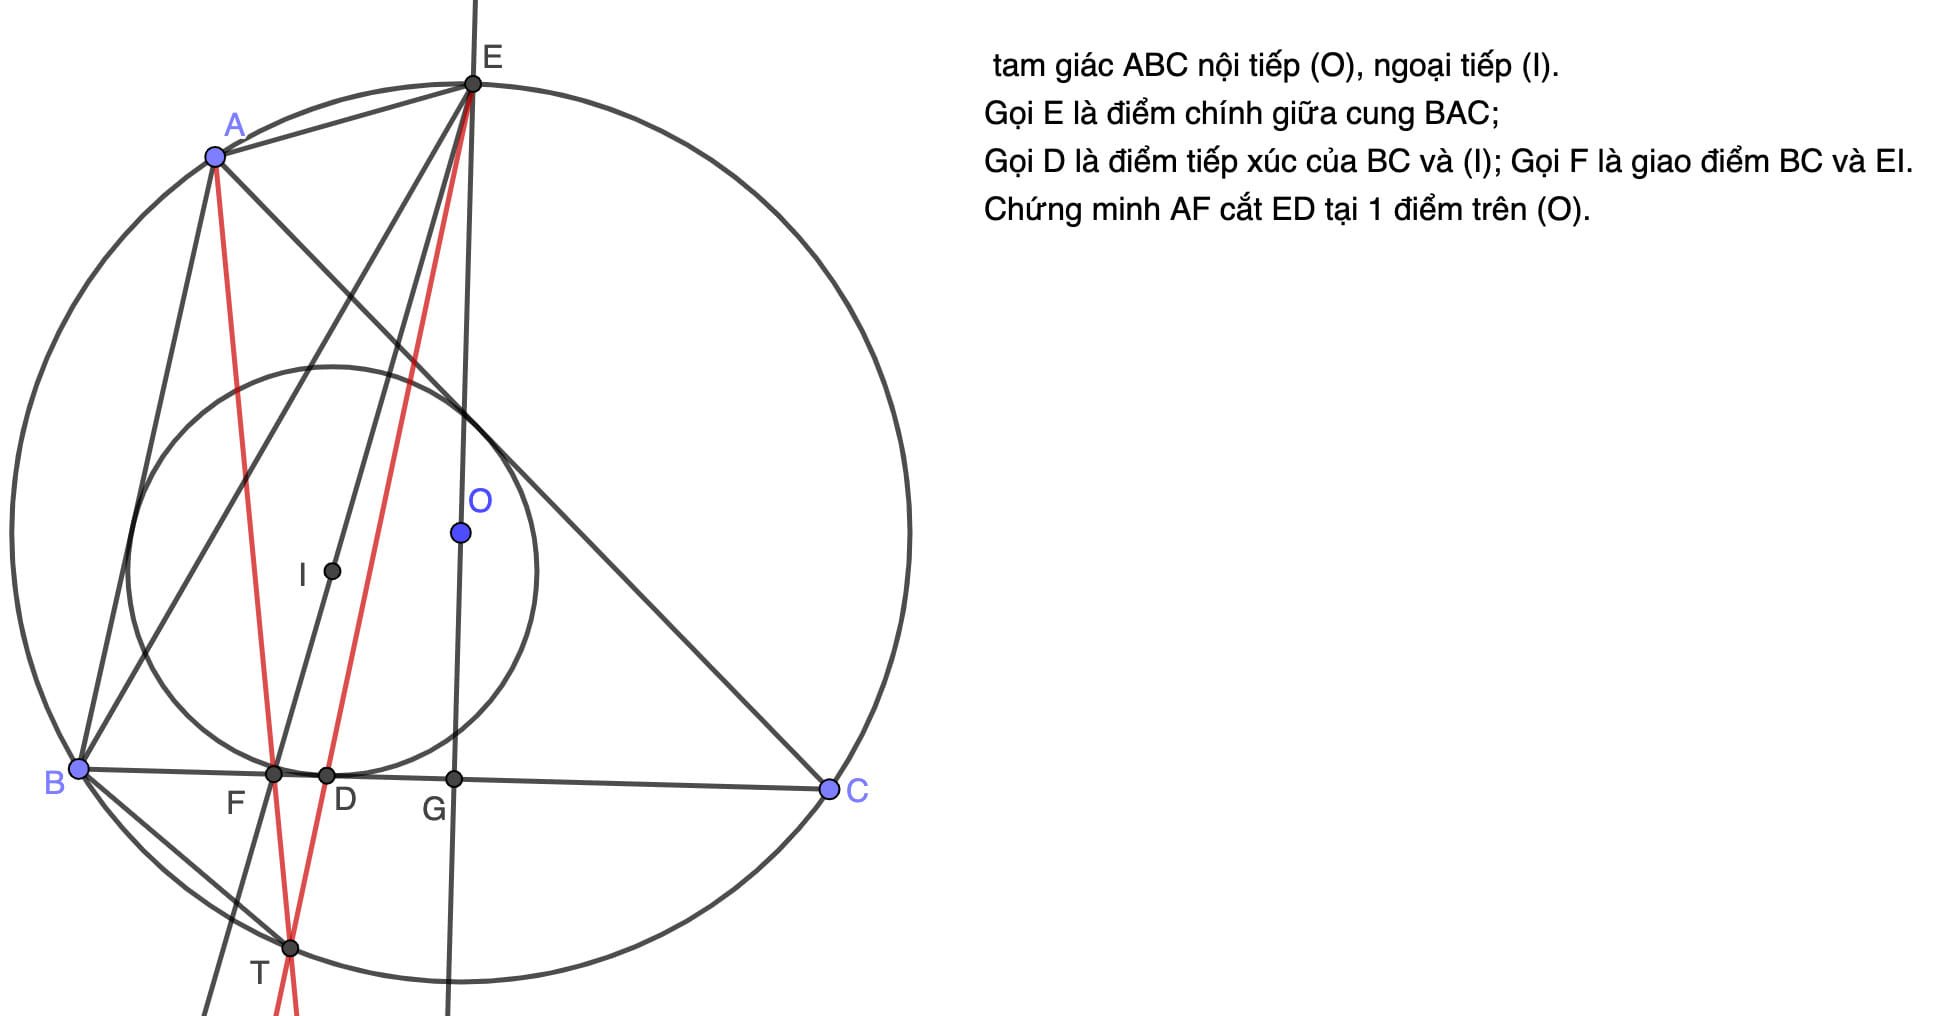 tam giác ABC nội tiếp (O), ngoại tiếp (I).
Gọi E là điểm chính giữa cung BAC;
Gọi D là điểm tiếp xúc của BC và (I); Gọi F là giao điểm BC và EI.
Chứng minh AF cắt ED tại 1 điểm trên (O).
E
A
O
I
B
F
D
G
C
T